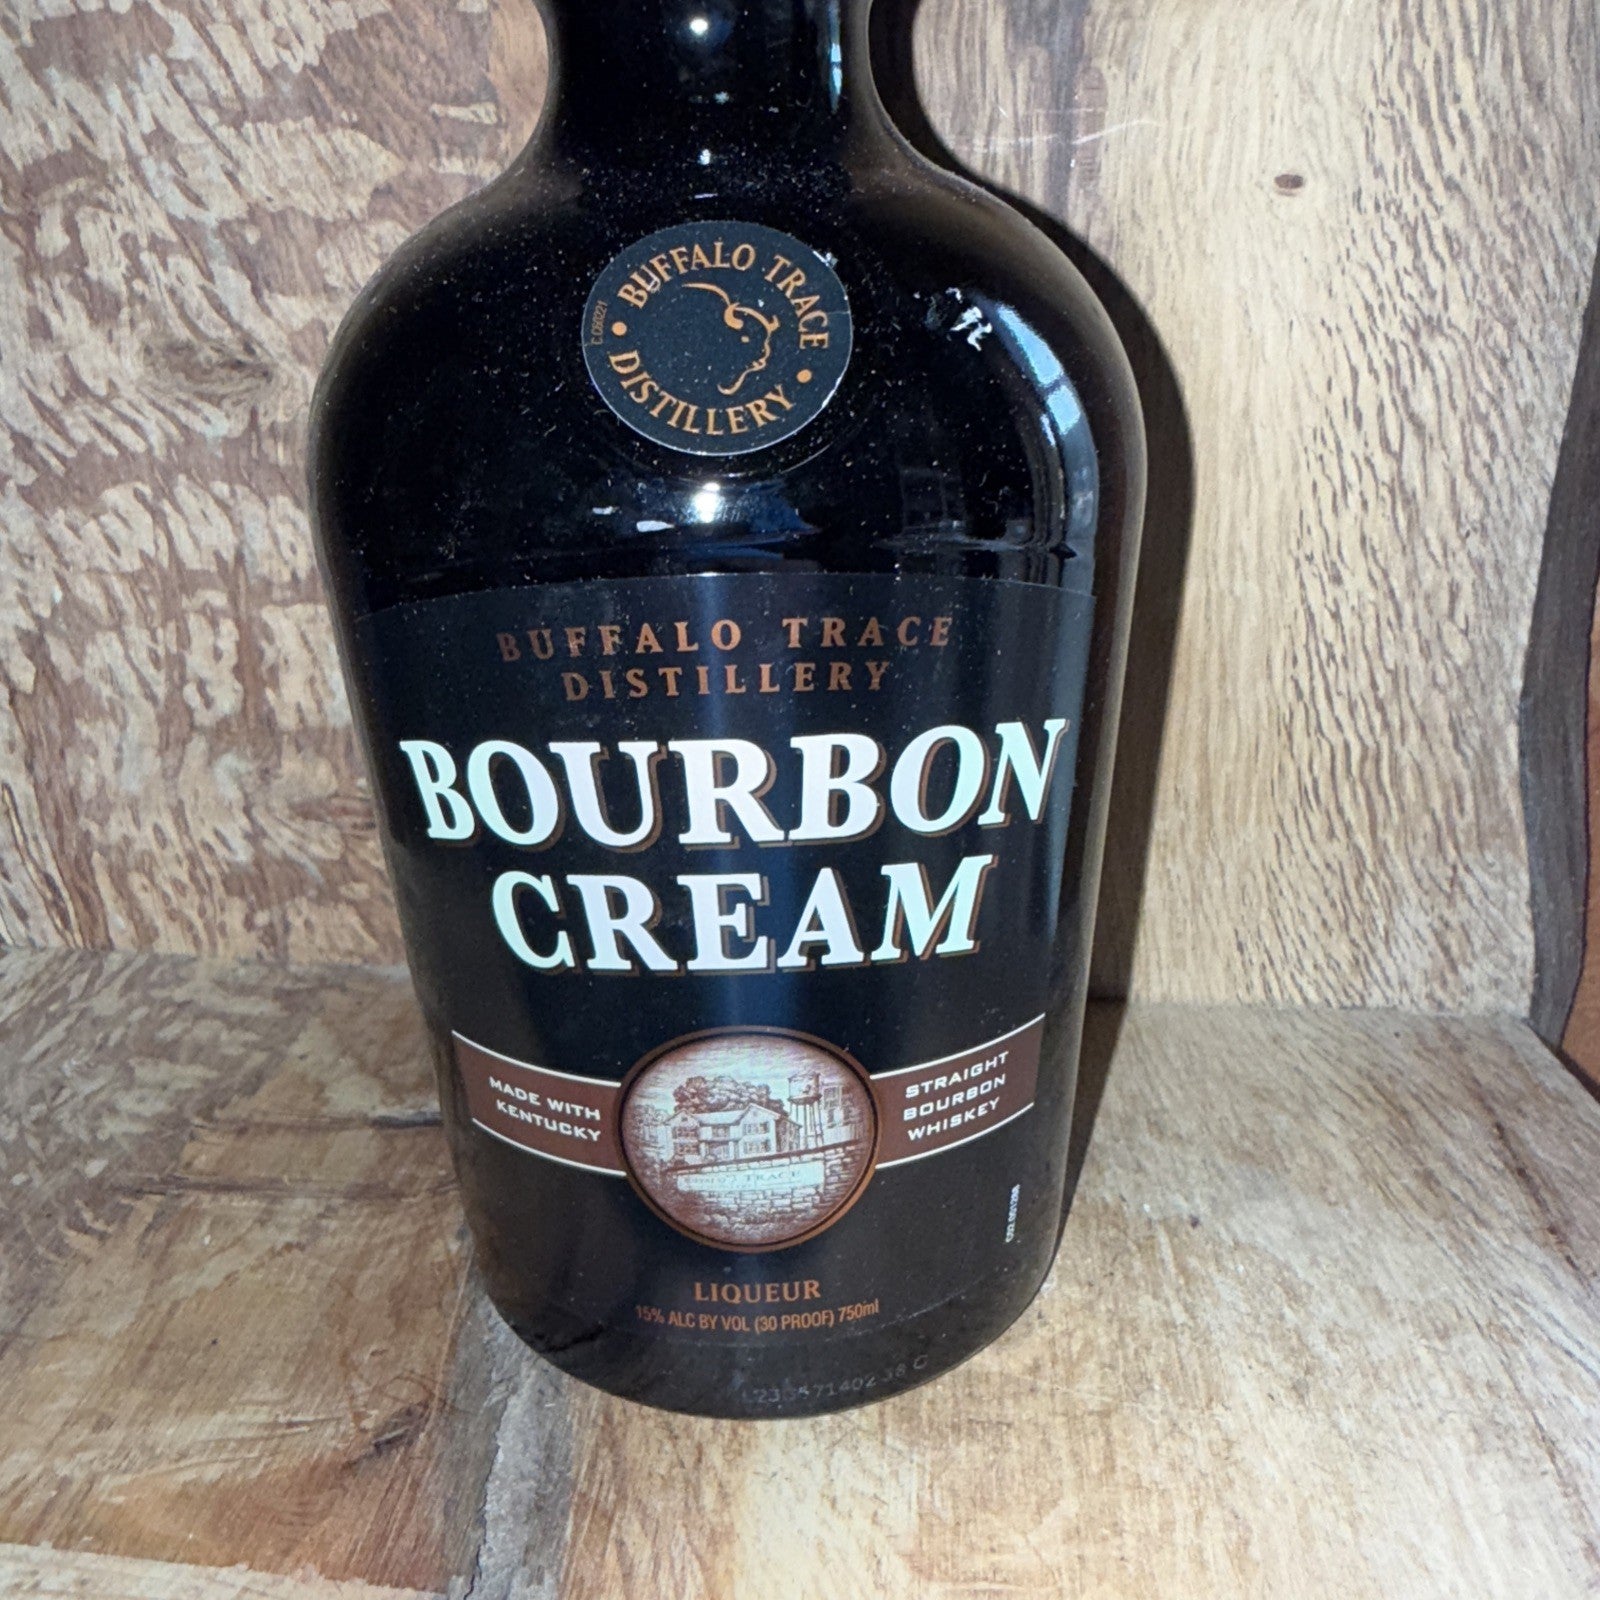 BUFFALO TRACE
DISTILLERY
BUFFALO TRACE
DISTILLERY
BOURBON
CREAM
MADE WITH
KENTUCKY
STRAIGHT
BOURBON
WHISKEY
TRACE
LIQUEUR
15% ALC BY VOL (30 PROOF) 750ml